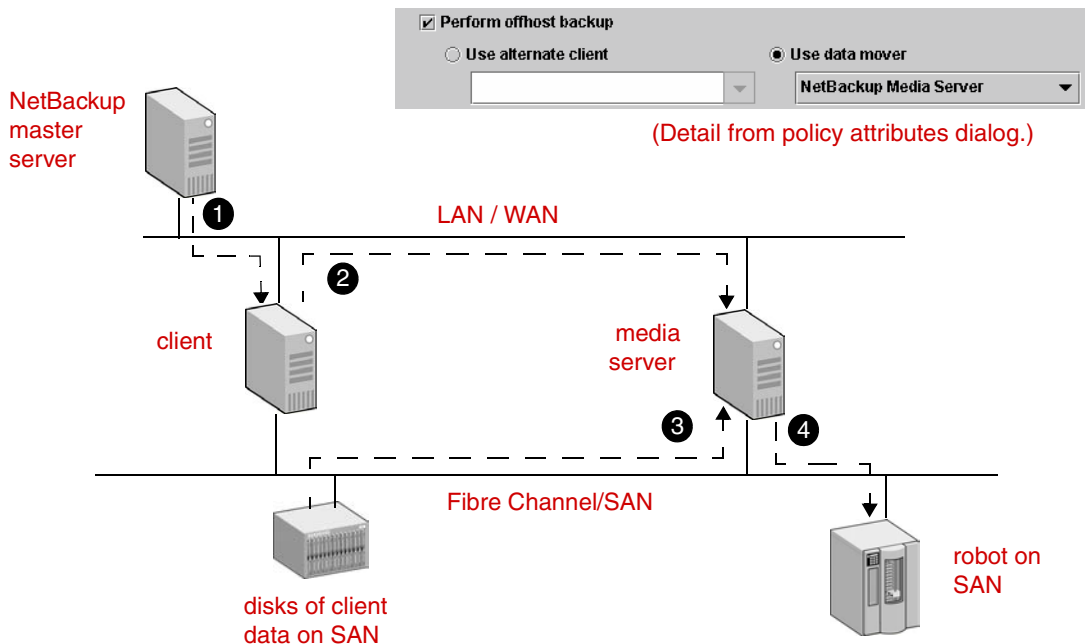 Perform offhost backup
Use alternate client
Use data mover
NetBackup Media Server
(Detail from policy attributes dialog.)
NetBackup
master
server
1
LAN / WAN
2
client
media
server
3
4
Fibre Channel/SAN
disks of client
data on SAN
robot on
SAN